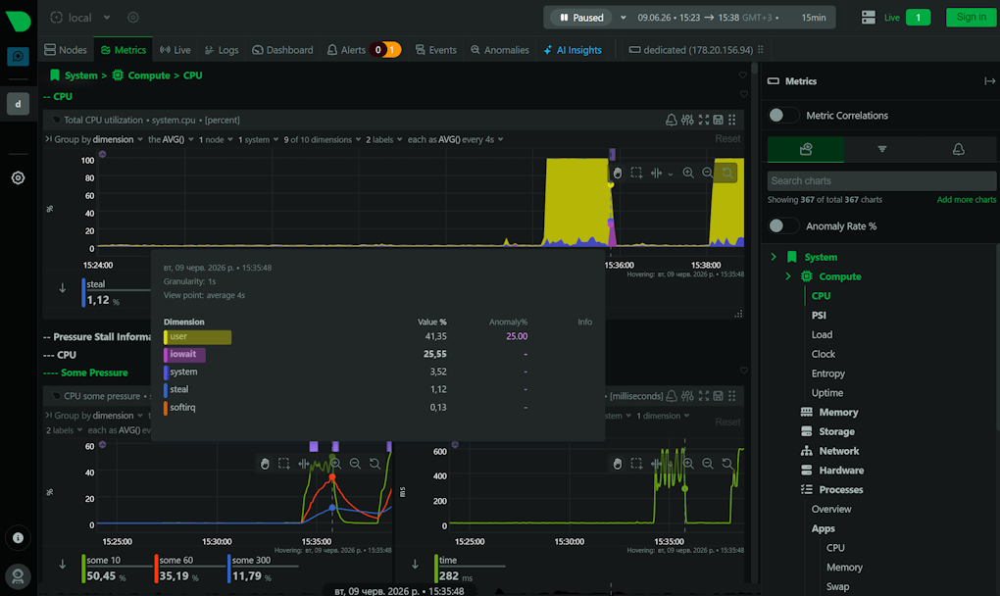 local
Paused
09.06.26 • 15:23 → 15:38 GMT+3 •
15min
Live
1
Sign in
Nodes
Metrics
Live
Logs
Dashboard
Alerts
0
1
Events
Anomalies
AI Insights
dedicated (178.20.156.94)
d
System > Compute > CPU
-- CPU
Total CPU utilization • system.cpu • [percent]
Group by dimension the AVG() 1 node 1 system 9 of 10 dimensions 2 labels each as AVG() every 4s
Reset
100
80
60
40
20
0
%
15:24:00
15:36:00
15:38:00
Hovering: вт, 09 черв. 2026 р. • 15:35:48
steal
1,12 %
вт, 09 черв. 2026 р. • 15:35:48
Granularity: 1s
View point: average 4s
Dimension Value % Anomaly% Info
user 41,35 25.00
iowait 25,55 -
system 3,52 -
steal 1,12 -
softirq 0,13 -
-- Pressure Stall Informa
--- CPU
---- Some Pressure
CPU some pressure •
• [milliseconds]
Group by dimension
1 dimension
2 labels each as AVG() ev
Reset
60
40
20
0
%
15:25:00
15:30:00
15:35:00
Hovering: вт, 09 черв. 2026 р. • 15:35:48
some 10
50,45 %
some 60
35,19 %
some 300
11,79 %
600
400
200
0
ms
15:25:00
15:30:00
15:35:00
Hovering: вт, 09 черв. 2026 р. • 15:35:48
time
282 ms
вт, 09 черв. 2026 р. • 15:35:48
Metrics
Metric Correlations
Search charts
Showing 367 of total 367 charts
Add more charts
Anomaly Rate %
System
Compute
CPU
PSI
Load
Clock
Entropy
Uptime
Memory
Storage
Network
Hardware
Processes
Overview
Apps
CPU
Memory
Swap